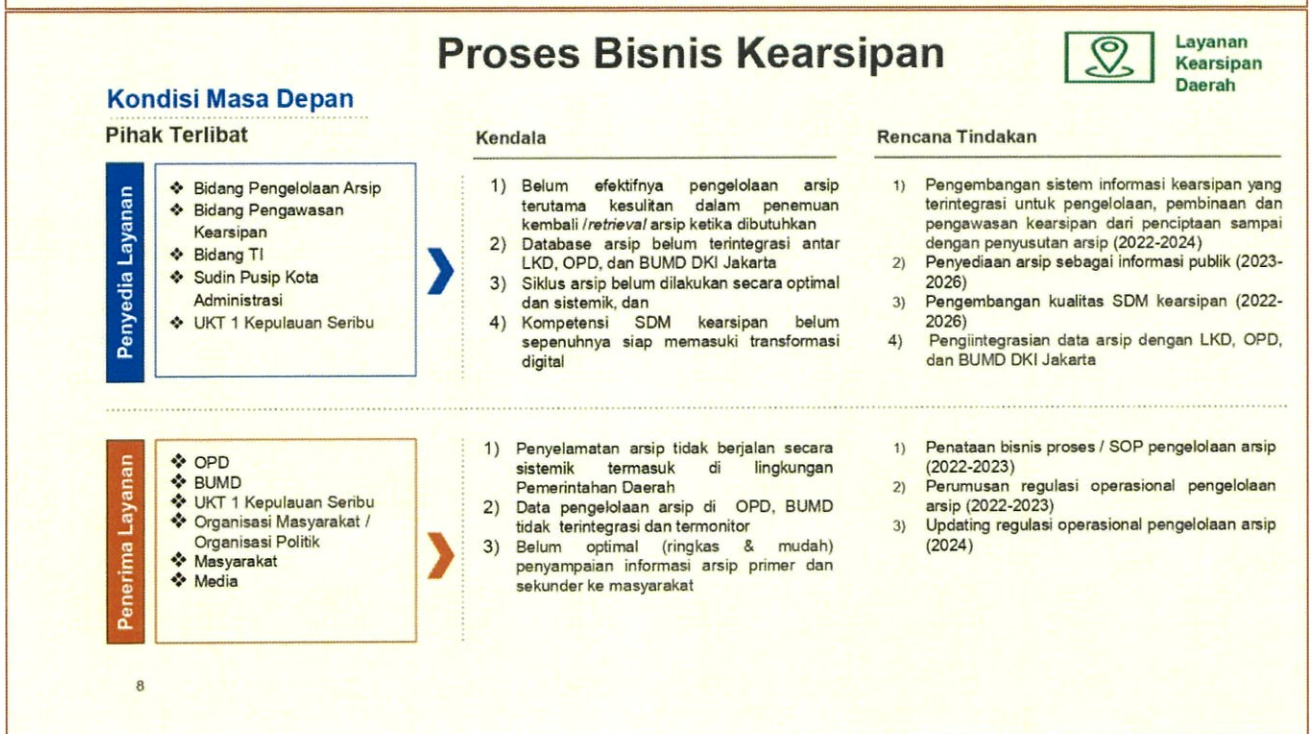 Proses Bisnis Kearsipan
Layanan
Kearsipan
Daerah
Kondisi Masa Depan
Pihak Terlibat
Kendala
Rencana Tindakan
Penyedia Layanan
❖ Bidang Pengelolaan Arsip
❖ Bidang Pengawasan
Kearsipan
❖ Bidang TI
❖ Sudin Pusip Kota
Administrasi
❖ UKT 1 Kepulauan Seribu
1) Belum efektifnya pengelolaan arsip
terutama kesulitan dalam penemuan
kembali /retrieval arsip ketika dibutuhkan
2) Database arsip belum terintegrasi antar
LKD, OPD, dan BUMD DKI Jakarta
3) Siklus arsip belum dilakukan secara optimal
dan sistemik, dan
4) Kompetensi SDM kearsipan belum
sepenuhnya siap memasuki transformasi
digital
1) Pengembangan sistem informasi kearsipan yang
terintegrasi untuk pengelolaan, pembinaan dan
pengawasan kearsipan dari penciptaan sampai
dengan penyusutan arsip (2022-2024)
2) Penyediaan arsip sebagai informasi publik (2023-
2026)
3) Pengembangan kualitas SDM kearsipan (2022-
2026)
4) Pengiintegrasian data arsip dengan LKD, OPD,
dan BUMD DKI Jakarta
Penerima Layanan
❖ OPD
❖ BUMD
❖ UKT 1 Kepulauan Seribu
❖ Organisasi Masyarakat /
Organisasi Politik
❖ Masyarakat
❖ Media
1) Penyelamatan arsip tidak berjalan secara
sistemik termasuk di lingkungan
Pemerintahan Daerah
2) Data pengelolaan arsip di OPD, BUMD
tidak terintegrasi dan termonitor
3) Belum optimal (ringkas & mudah)
penyampaian informasi arsip primer dan
sekunder ke masyarakat
1) Penataan bisnis proses / SOP pengelolaan arsip
(2022-2023)
2) Perumusan regulasi operasional pengelolaan
arsip (2022-2023)
3) Updating regulasi operasional pengelolaan arsip
(2024)
8